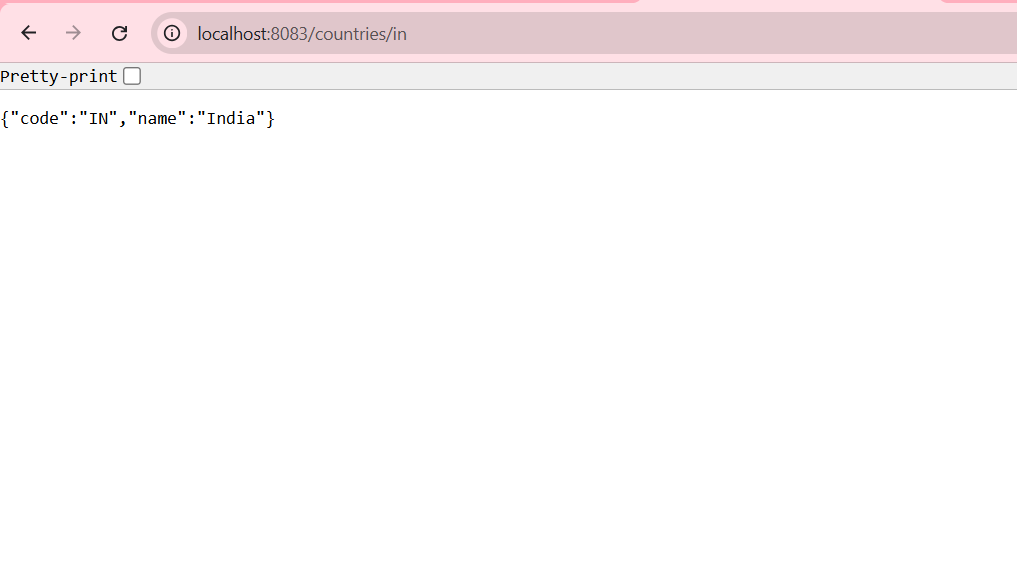 localhost:8083/countries/in
Pretty-print
{"code":"IN","name":"India"}